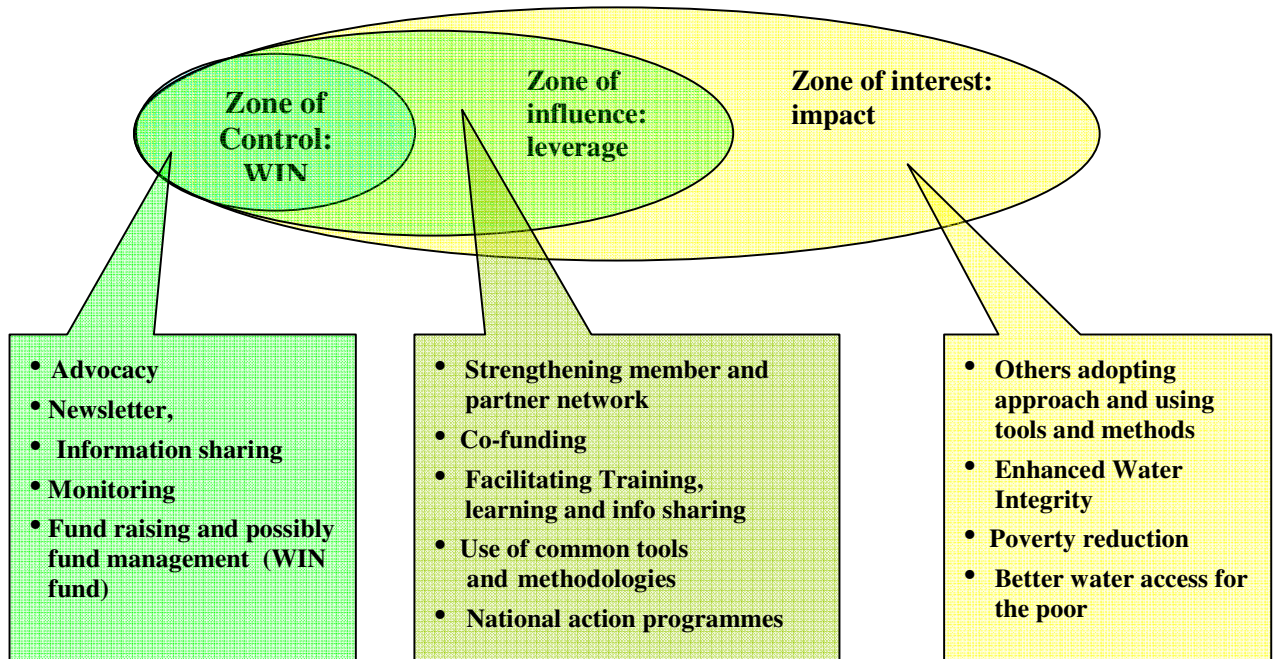 Zone of
Control:
WIN
Zone of
influence:
leverage
Zone of interest:
impact
• Advocacy
• Newsletter,
• Information sharing
• Monitoring
• Fund raising and possibly
fund management (WIN
fund)
• Strengthening member and
partner network
• Co-funding
• Facilitating Training,
learning and info sharing
• Use of common tools
and methodologies
• National action programmes
• Others adopting
approach and using
tools and methods
• Enhanced Water
Integrity
• Poverty reduction
• Better water access for
the poor